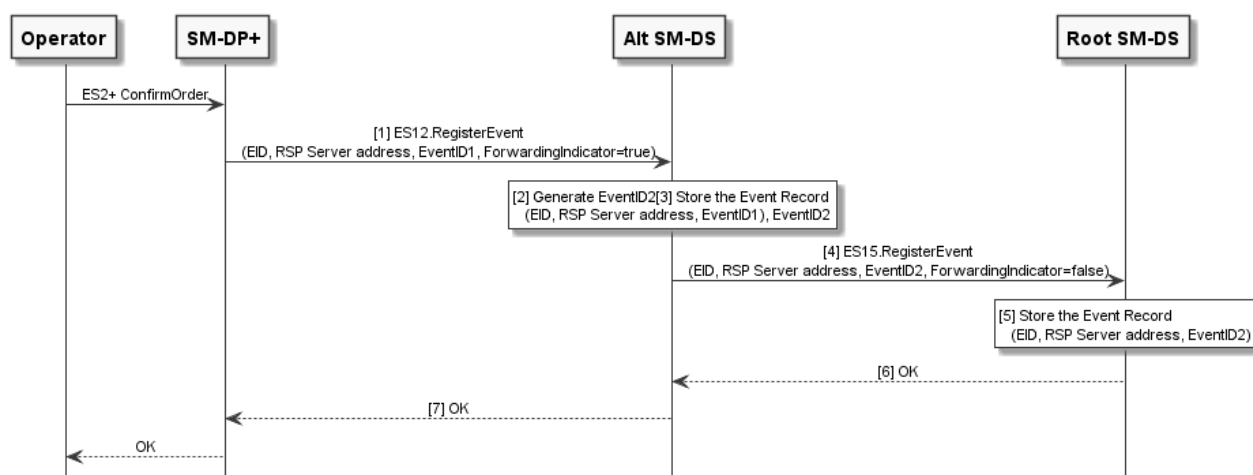 Operator
SM-DP+
Alt SM-DS
Root SM-DS
ES2+ ConfirmOrder
[1] ES12.RegisterEvent
(EID, RSP Server address, EventID1, ForwardingIndicator=true)
[2] Generate EventID2[3] Store the Event Record
(EID, RSP Server address, EventID1), EventID2
[4] ES15.RegisterEvent
(EID, RSP Server address, EventID2, ForwardingIndicator=false)
[5] Store the Event Record
(EID, RSP Server address, EventID2)
[6] OK
[7] OK
OK